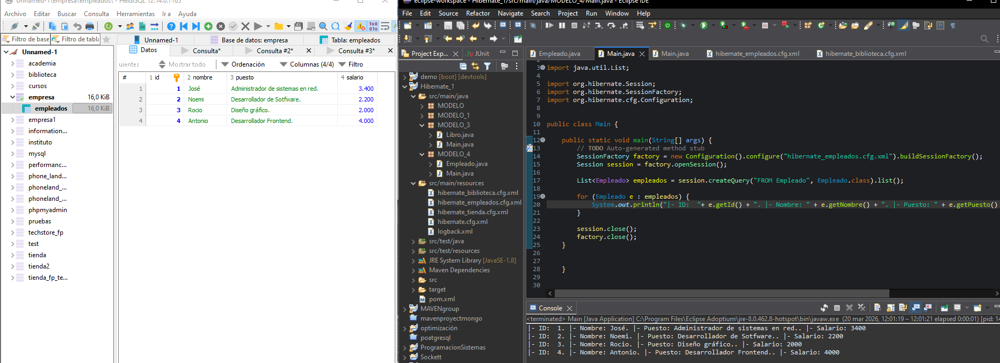 Unnamed-1\empresa\empleados\ - HeidiSQL 12.14.0.7165
Archivo Editar Buscar Consulta Herramientas Ir a Ayuda
Filtro de base
Filtro de tabla
Unnamed-1
academia
biblioteca
cursos
empresa 16,0 KiB
empleados 16,0 KiB
empresa1
information...
instituto
mysql
performanc...
phone_land...
phoneland_...
phoneland_...
phpmyadmin
pruebas
techstore_fp
test
tienda
tienda2
tienda_fp_te...
Unnamed-1 Base de datos: empresa Tabla: empleados
Datos Consulta* Consulta #2* Consulta #3*
uientes Mostrar todo Ordenación Columnas (4/4) Filtro
# 1 id 2 nombre 3 puesto 4 salario
1 1 José Administrador de sistemas en red. 3.400
2 2 Noemi Desarrollador de Sotfware. 2.200
3 3 Rocio Diseño gráfico. 2.000
4 4 Antonio Desarrollador Frontend. 4.000
eclipse-workspace - Hibernate_1/src/main/java/MODELO_4/Main.java - Eclipse IDE
File Edit Source Refactor Navigate Search Project Run Window Help
Project Exp... JUnit
demo [boot] [devtools]
Hibernate_1
src/main/java
MODELO
MODELO_1
MODELO_3
Libro.java
Main.java
MODELO_4
Empleado.java
Main.java
src/main/resources
hibernate_biblioteca.cfg.xml
hibernate_empleados.cfg.xml
hibernate_tienda.cfg.xml
hibernate.cfg.xml
logback.xml
src/test/java
src/test/resources
JRE System Library [JavaSE-1.8]
Maven Dependencies
src
target
pom.xml
MAVENgroup
mavenproyectmongo
optimización
poatgresql
ProgramacionSistemas
Sockett
Empleado.java Main.java Main.java hibernate_empleados.cfg.xml hibernate_biblioteca.cfg.xml
2
3 import java.util.List;
4
5 import org.hibernate.Session;
6 import org.hibernate.SessionFactory;
7 import org.hibernate.cfg.Configuration;
8
9
10 public class Main {
11
12 public static void main(String[] args) {
13 // TODO Auto-generated method stub
14 SessionFactory factory = new Configuration().configure("hibernate_empleados.cfg.xml").buildSessionFactory();
15 Session session = factory.openSession();
16
17 List<Empleado> empleados = session.createQuery("FROM Empleado", Empleado.class).list();
18
19 for (Empleado e : empleados) {
20 System.out.println("|- ID:  "+ e.getId() + ". |- Nombre: " + e.getNombre() + ". |- Puesto: " + e.getPuesto()
21 }
22
23 session.close();
24 factory.close();
25 }
26
27
28 }
29
30
Console
<terminated> Main [Java Application] C:\Program Files\Eclipse Adoptium\jre-8.0.462.8-hotspot\bin\javaw.exe (20 mar 2026, 12:01:19 – 12:01:21 elapsed 0:00:01) [pid: 14
|- ID:  1. |- Nombre: José. |- Puesto: Administrador de sistemas en red.. |- Salario: 3400
|- ID:  2. |- Nombre: Noemi. |- Puesto: Desarrollador de Sotfware.. |- Salario: 2200
|- ID:  3. |- Nombre: Rocio. |- Puesto: Diseño gráfico.. |- Salario: 2000
|- ID:  4. |- Nombre: Antonio. |- Puesto: Desarrollador Frontend.. |- Salario: 4000